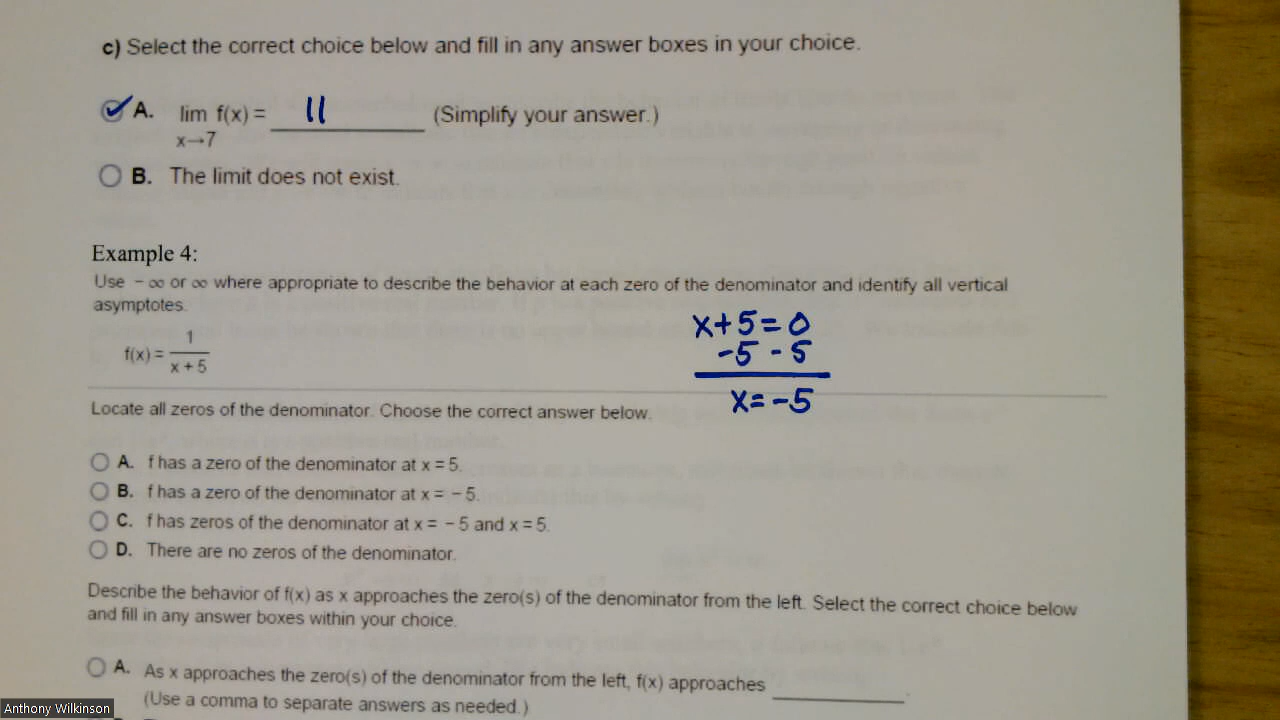 c) Select the correct choice below and fill in any answer boxes in your choice.
A. lim f(x) = 11 (Simplify your answer.)
x→7
B. The limit does not exist.
Example 4:
Use -∞ or ∞ where appropriate to describe the behavior at each zero of the denominator and identify all vertical
asymptotes.
x+5=0
-5 -5
x=-5
1
f(x) =
x + 5
Locate all zeros of the denominator. Choose the correct answer below.
A. f has a zero of the denominator at x = 5.
B. f has a zero of the denominator at x = -5.
C. f has zeros of the denominator at x = -5 and x = 5.
D. There are no zeros of the denominator.
Describe the behavior of f(x) as x approaches the zero(s) of the denominator from the left. Select the correct choice below
and fill in any answer boxes within your choice.
A. As x approaches the zero(s) of the denominator from the left, f(x) approaches
(Use a comma to separate answers as needed.)
Anthony Wilkinson